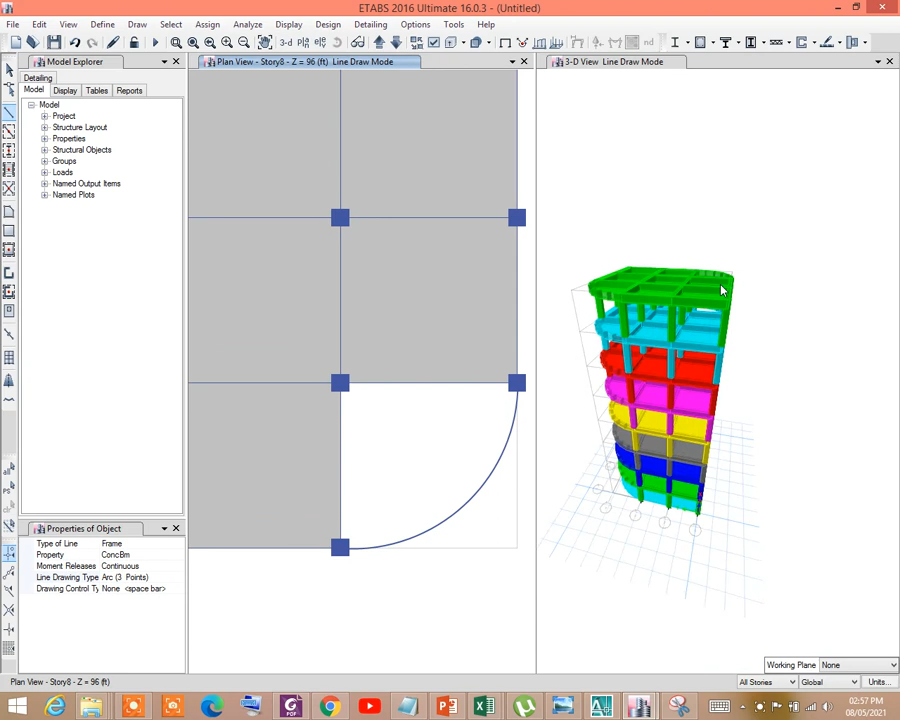 ETABS 2016 Ultimate 16.0.3 - (Untitled)
File Edit View Define Draw Select Assign Analyze Display Design Detailing Options Tools Help
3-d
nd
Model Explorer
Plan View - Story8 - Z = 96 (ft) Line Draw Mode
3-D View Line Draw Mode
Detailing
Model Display Tables Reports
Model
Project
Structure Layout
Properties
Structural Objects
Groups
Loads
Named Output Items
Named Plots
Properties of Object
Type of Line Frame
Property ConcBm
Moment Releases Continuous
Line Drawing Type Arc (3 Points)
Drawing Control Ty None <space bar>
Working Plane None
Plan View - Story8 - Z = 96 (ft)
All Stories Global Units...
02:57 PM
08/05/2021